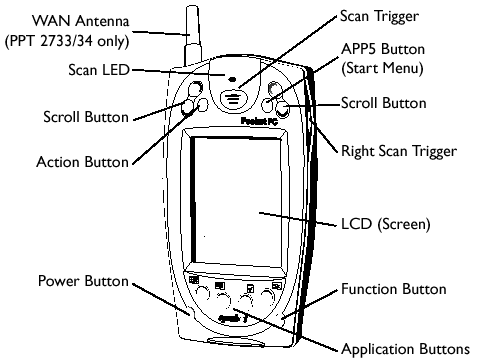 WAN Antenna
(PPT 2733/34 only)
Scan Trigger
APP5 Button
(Start Menu)
Scan LED
Scroll Button
Scroll Button
Action Button
Pocket PC
Right Scan Trigger
LCD (Screen)
Power Button
Function Button
Application Buttons